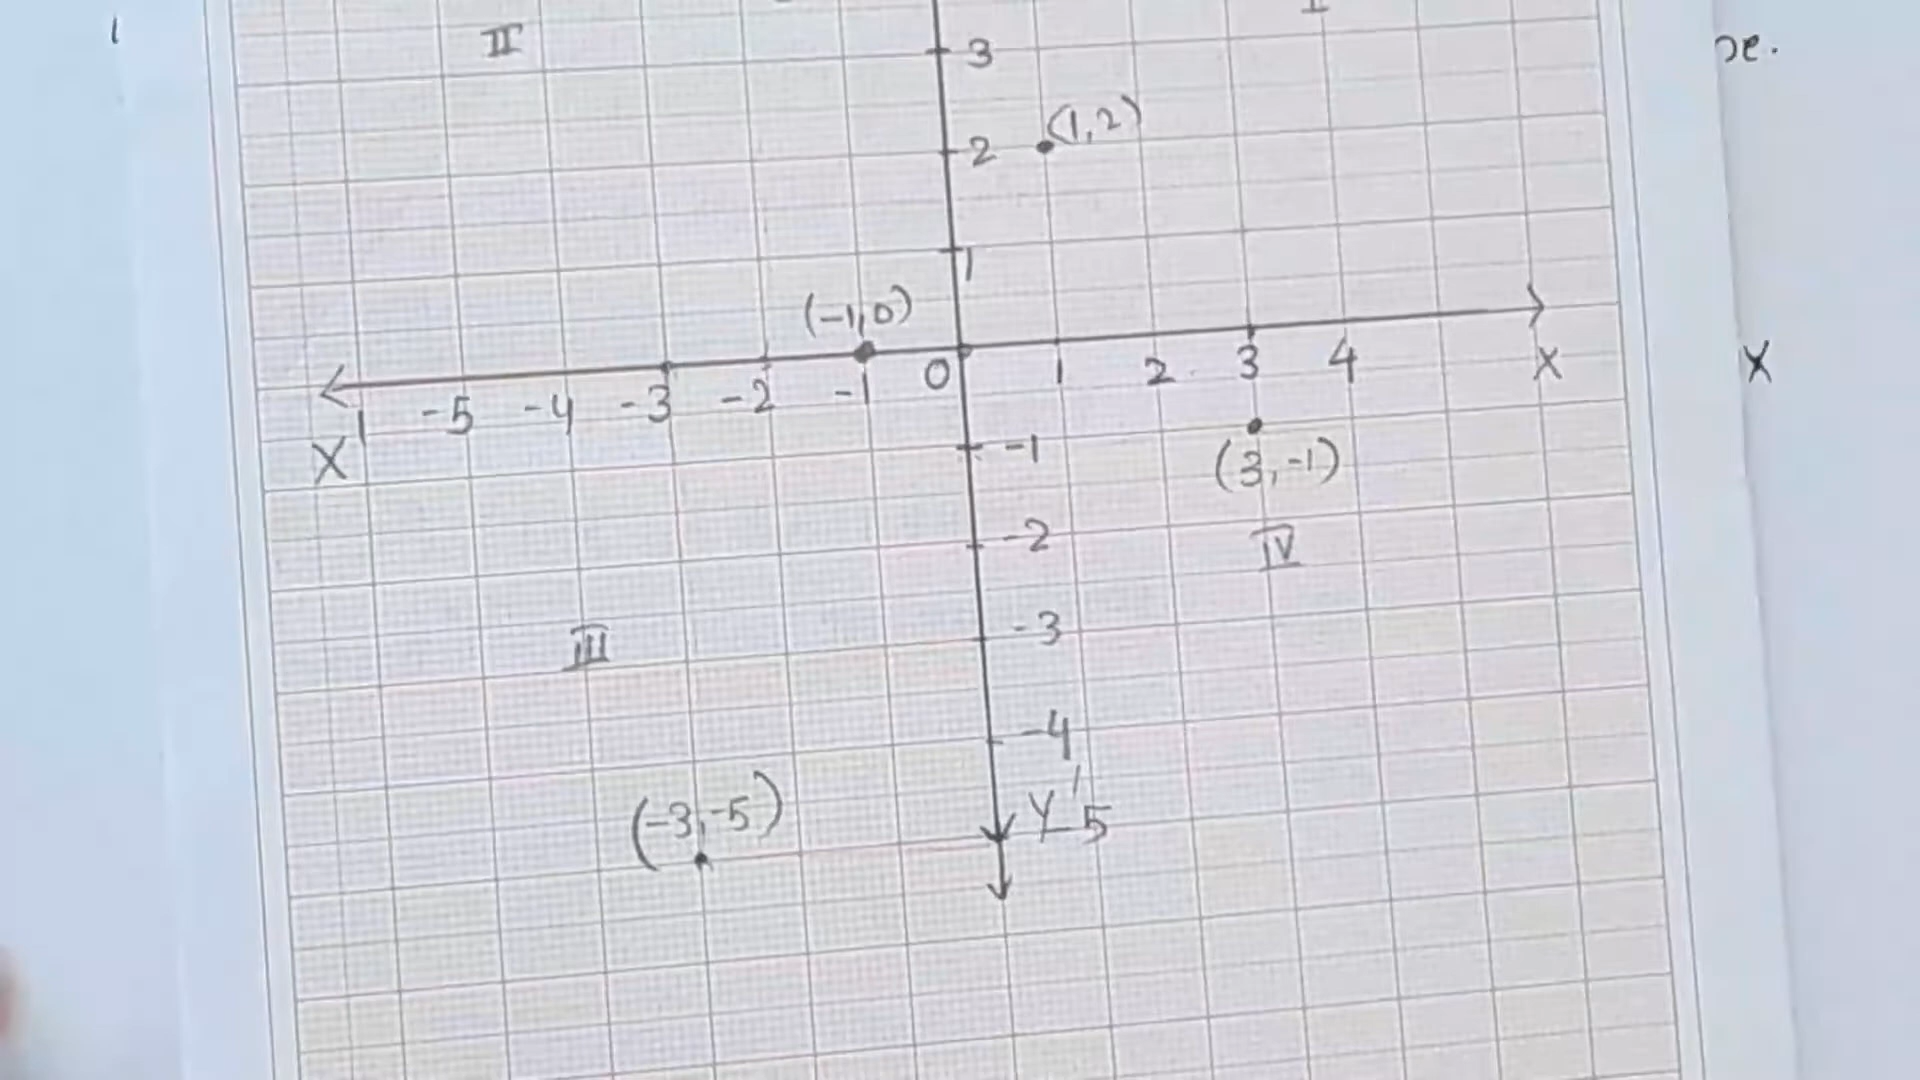 II
3
(1,2)
2
1
(-1,0)
-5 -4 -3 -2 -1 0 1 2 3 4 X
X'
-1
(3,-1)
-2
IV
-3
III
-4
(-3,-5)
Y' -5
x.
X